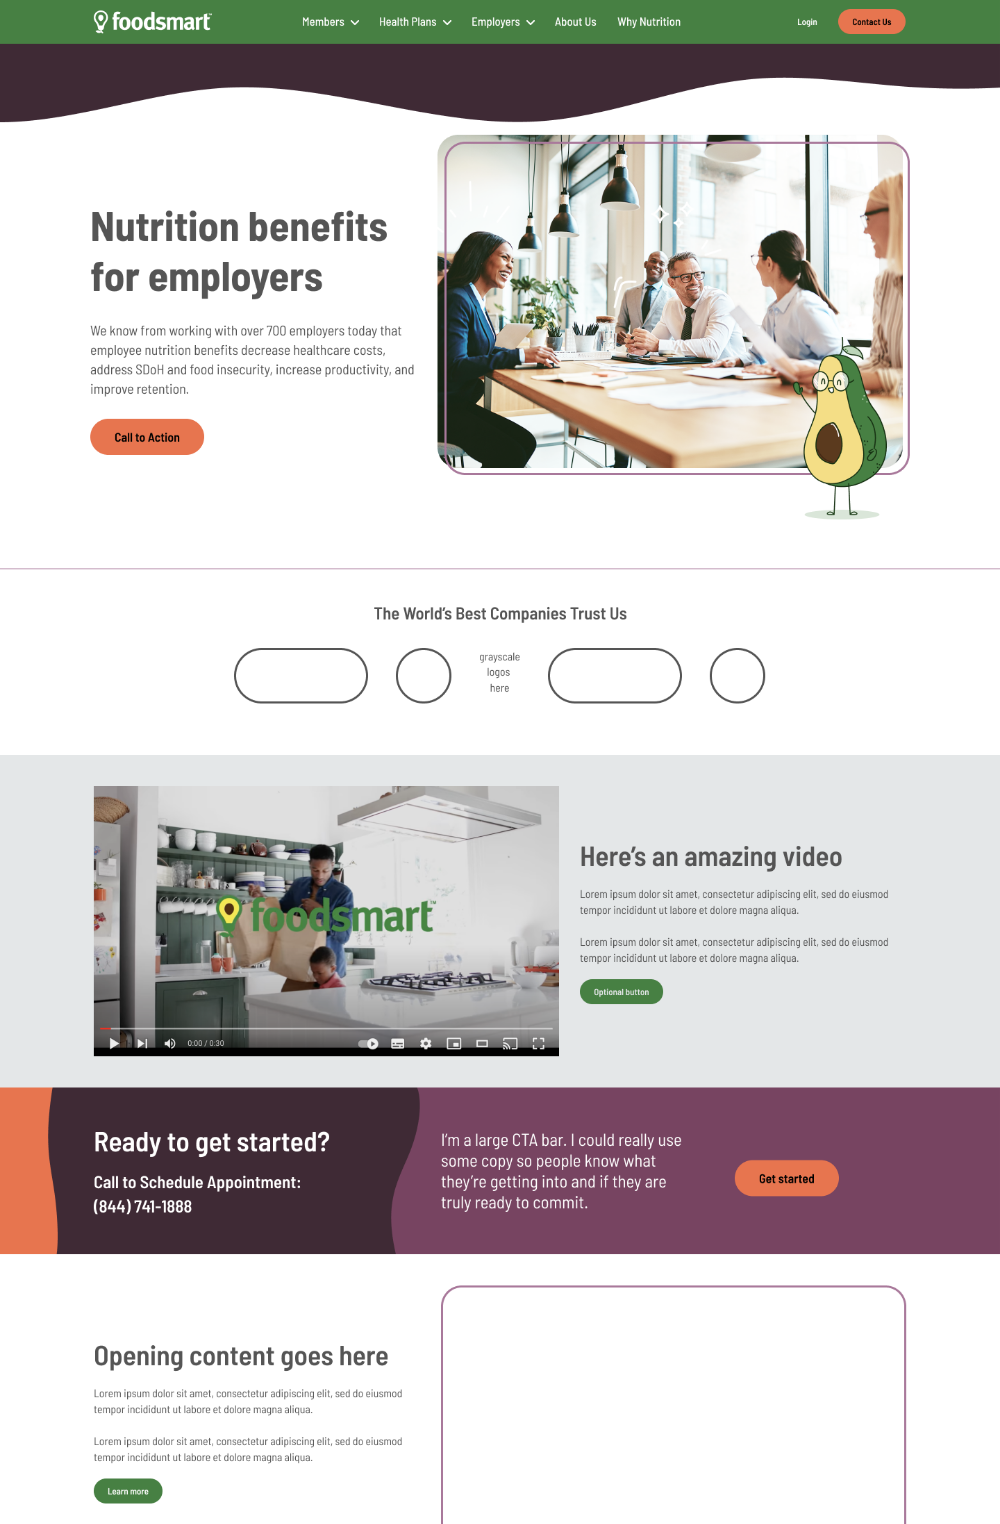 foodsmart
Members
Health Plans
Employers
About Us
Why Nutrition
Login
Contact Us
Nutrition benefits
for employers
We know from working with over 700 employers today that
employee nutrition benefits decrease healthcare costs,
address SDoH and food insecurity, increase productivity, and
improve retention.
Call to Action
The World's Best Companies Trust Us
grayscale
logos
here
foodsmart™
0:00 / 0:30
Here's an amazing video
Lorem ipsum dolor sit amet, consectetur adipiscing elit, sed do eiusmod
tempor incididunt ut labore et dolore magna aliqua.
Lorem ipsum dolor sit amet, consectetur adipiscing elit, sed do eiusmod
tempor incididunt ut labore et dolore magna aliqua.
Optional button
Ready to get started?
Call to Schedule Appointment:
(844) 741-1888
I'm a large CTA bar. I could really use
some copy so people know what
they're getting into and if they are
truly ready to commit.
Get started
Opening content goes here
Lorem ipsum dolor sit amet, consectetur adipiscing elit, sed do eiusmod
tempor incididunt ut labore et dolore magna aliqua.
Lorem ipsum dolor sit amet, consectetur adipiscing elit, sed do eiusmod
tempor incididunt ut labore et dolore magna aliqua.
Learn more